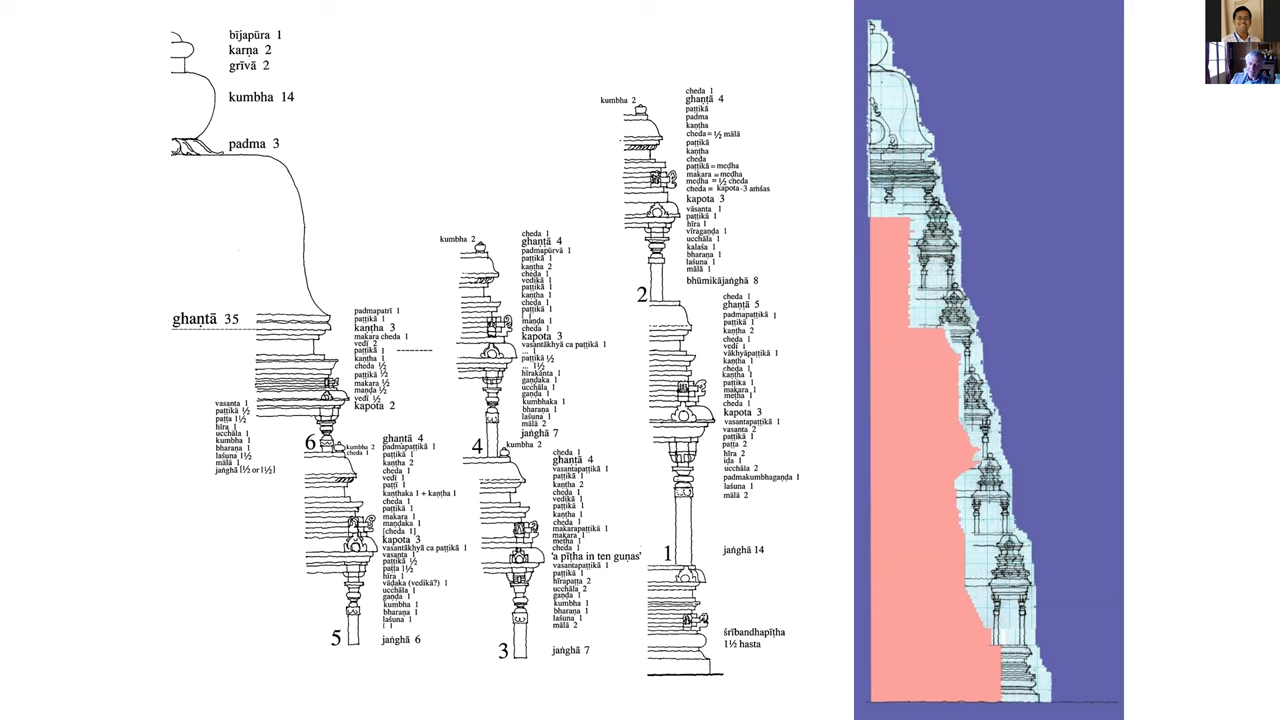 bījapūra 1
karṇa 2
grīvā 2
kumbha 14
padma 3
ghaṇṭā 35
padmapatrī 1
paṭṭikā 1
kaṇṭha 3
makara cheda 1
vedī 2
paṭṭikā 1
kaṇṭha 1
cheda ½
paṭṭikā ½
makara ½
maṇḍa ½
vedī ½
kapota 2
vasanta 1
paṭṭikā ½
paṭṭa 1½
hīra 1
ucchāla 1
kumbha 1
bharaṇa 1
laśuna 1½
mālā 1
jaṅghā [½ or 1½]
6
kumbha 2
cheda 1
ghaṇṭā 4
padmapaṭṭikā 1
paṭṭikā 1
kaṇṭha 2
cheda 1
vedī 1
paṭṭī 1
kaṇṭhaka 1 + kaṇṭha 1
cheda 1
paṭṭikā 1
makara 1
maṇḍaka 1
[cheda 1]
kapota 3
vasantākhyā ca paṭṭikā 1
vasanta 1
paṭṭikā ½
paṭṭa 1½
hīra 1
vāḍaka (vedikā?) 1
ucchāla 1
gaṇḍa 1
kumbha 1
bharaṇa 1
laśuna 1
[ ]
jaṅghā 6
5
kumbha 2
cheda 1
ghaṇṭā 4
padmapūrvā 1
paṭṭikā 1
kaṇṭha 2
cheda 1
vedikā 1
paṭṭikā 1
kaṇṭha 1
cheda 1
paṭṭikā 1
[ ]
maṇḍa 1
cheda 1
kapota 3
vasantākhyā ca paṭṭikā 1
... 1
paṭṭikā ½
... 1½
hīrakānta 1
gaṇḍaka 1
ucchāla 1
gaṇḍa 1
kumbhaka 1
bharaṇa 1
laśuna 1
mālā 2
jaṅghā 7
4
kumbha 2
cheda 1
ghaṇṭā 4
vasantapaṭṭikā 1
paṭṭikā 1
kaṇṭha 2
cheda 1
vedikā 1
paṭṭikā 1
kaṇṭha 1
cheda 1
makarapaṭṭikā 1
makara 1
meṭha 1
cheda 1
'a pīṭha in ten guṇas'
vasantapaṭṭikā 1
paṭṭikā 1
hīrapaṭṭa 2
ucchāla 2
gaṇḍa 1
kumbha 1
bharaṇa 1
laśuna 1
mālā 2
jaṅghā 7
3
kumbha 2
cheda 1
ghaṇṭā 4
paṭṭikā
padma
kaṇṭha
cheda = ½ mālā
paṭṭikā
kaṇṭha
cheda
paṭṭikā = meḍha
makara = meḍha
meḍha = ½ cheda
cheda = kapota -3 aṁśas
kapota 3
vāsanta 1
paṭṭikā 1
hīra 1
vīragaṇḍa 1
ucchāla 1
kalaśa 1
bharaṇa 1
laśuna 1
mālā 1
bhūmikājaṅghā 8
2
cheda 1
ghaṇṭā 5
padmapaṭṭikā 1
paṭṭikā 1
kaṇṭha 2
cheda 1
vedī 1
vākhyāpaṭṭikā 1
kaṇṭha 1
cheda 1
kaṇṭha 1
paṭṭika 1
makara 1
meṭha 1
cheda 1
kapota 3
vasantapaṭṭikā 1
vasanta 2
paṭṭikā 1
paṭṭa 2
hīra 2
iḍa 1
ucchāla 2
padmakumbhagaṇḍa 1
laśuna 1
mālā 2
1
jaṅghā 14
śrībandhapīṭha
1½ hasta